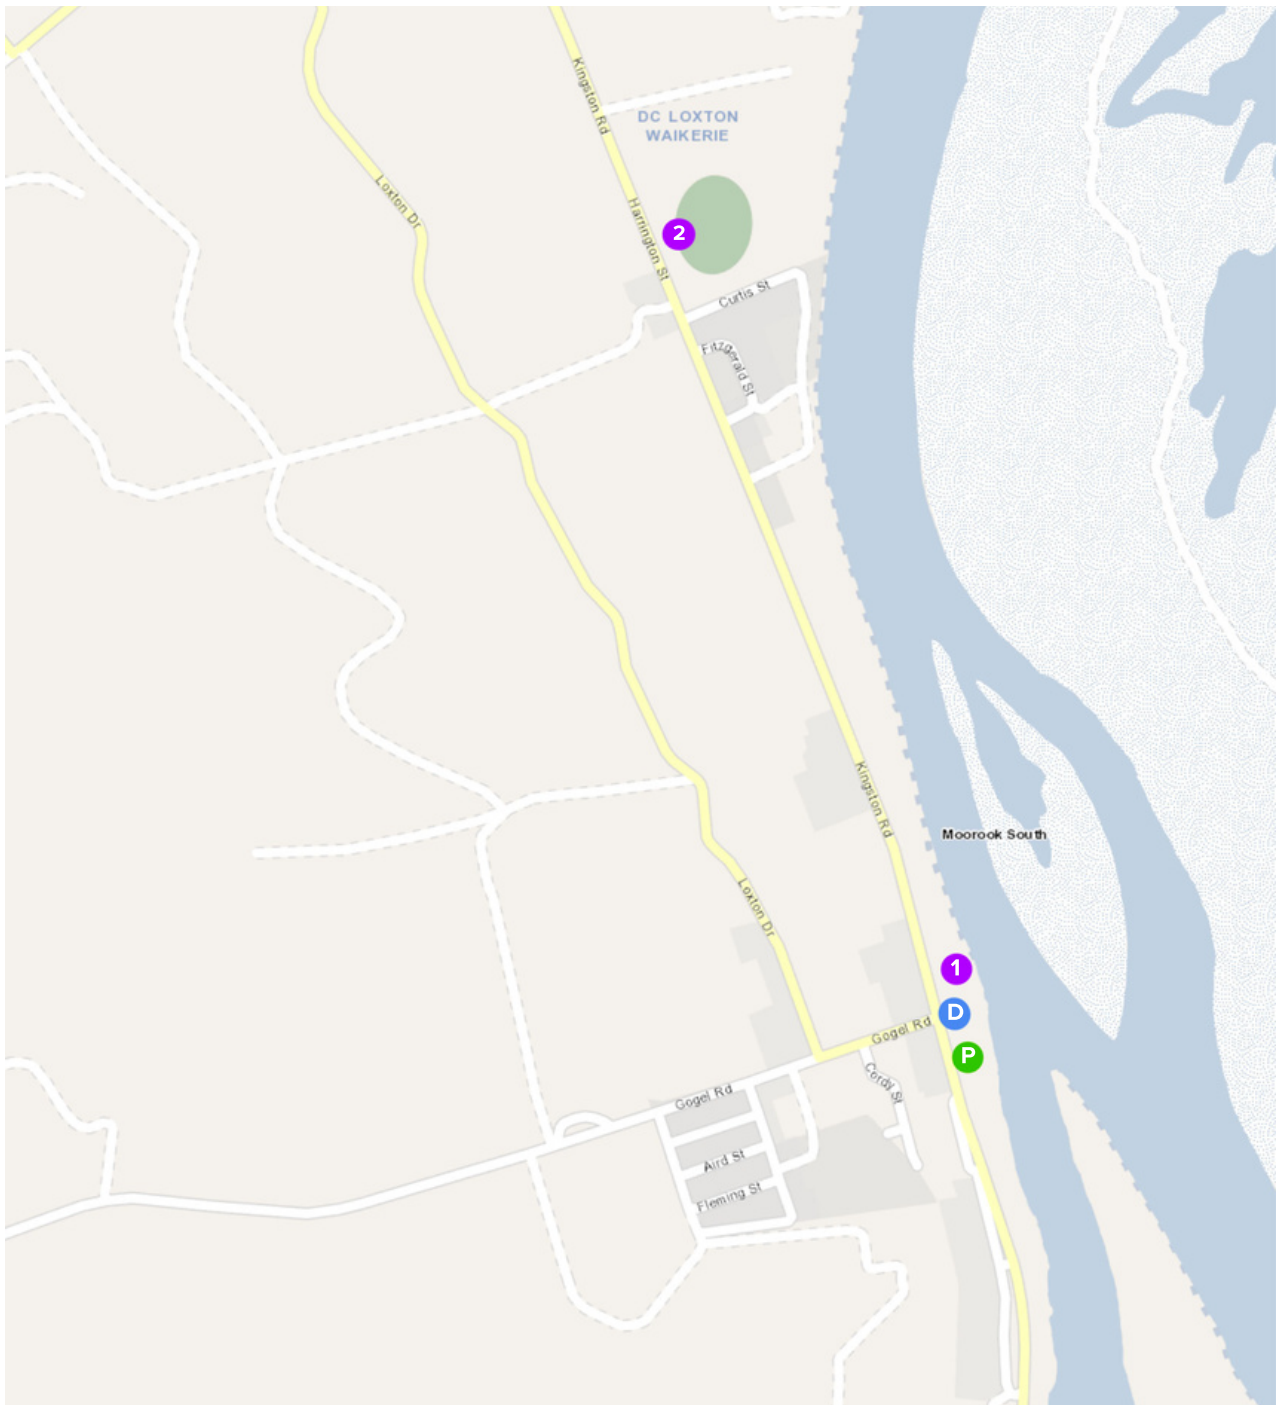 Kingston Rd
DC LOXTON
WAIKERIE
Loxton Dr
Harrington St
2
Curtis St
Fitzgerald St
Kingston Rd
Moorook South
Loxton Dr
1
D
Gogel Rd
P
Cordy St
Gogel Rd
Aird St
Fleming St